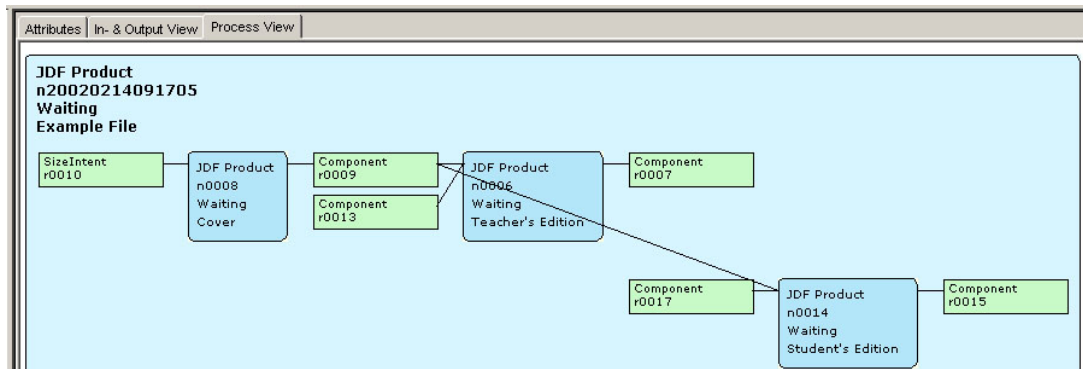 Attributes
In- & Output View
Process View
JDF Product
n20020214091705
Waiting
Example File
SizeIntent
r0010
JDF Product
n0008
Waiting
Cover
Component
r0009
Component
r0013
JDF Product
n0006
Waiting
Teacher's Edition
Component
r0007
Component
r0017
JDF Product
n0014
Waiting
Student's Edition
Component
r0015